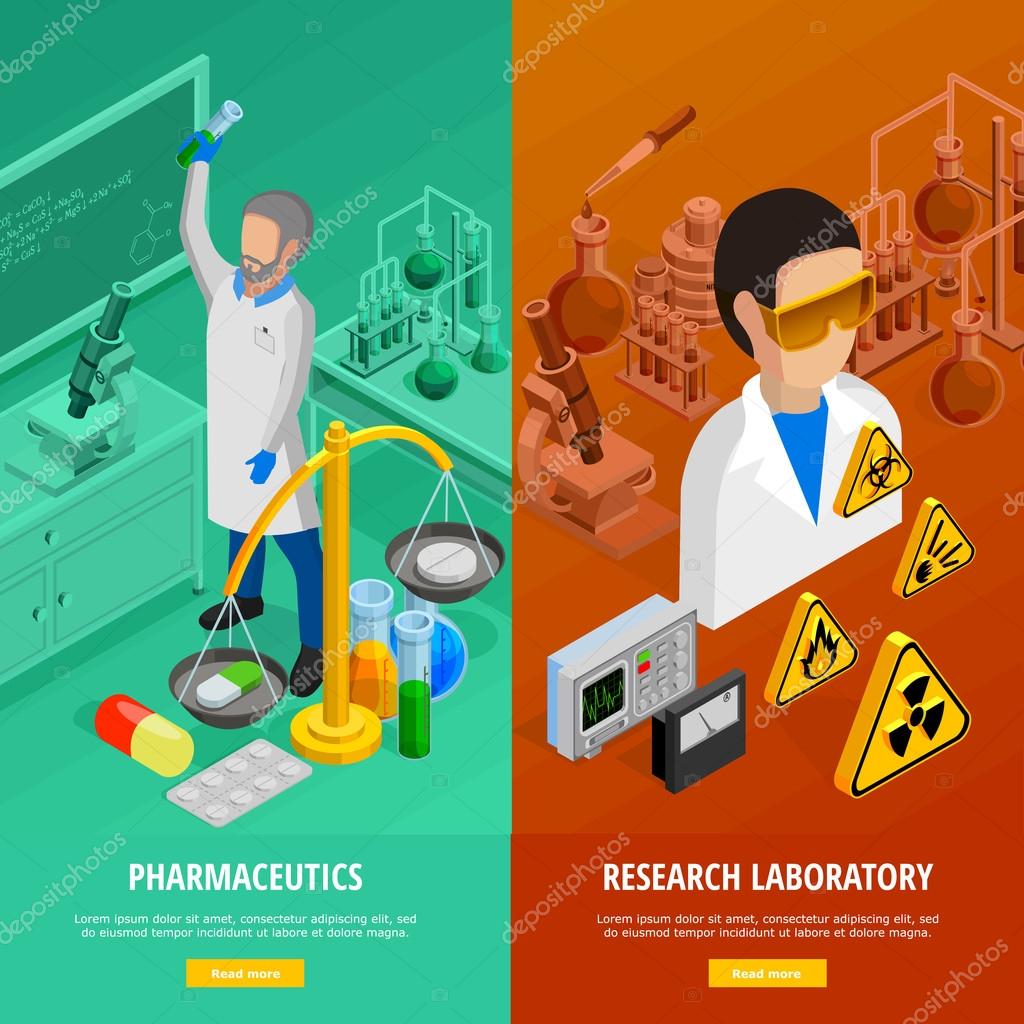 PHARMACEUTICS
Lorem ipsum dolor sit amet, consectetur adipiscing elit, sed
do eiusmod tempor incididunt ut labore et dolore magna.
Read more
RESEARCH LABORATORY
Lorem ipsum dolor sit amet, consectetur adipiscing elit, sed
do eiusmod tempor incididunt ut labore et dolore magna.
Read more
depositphotos